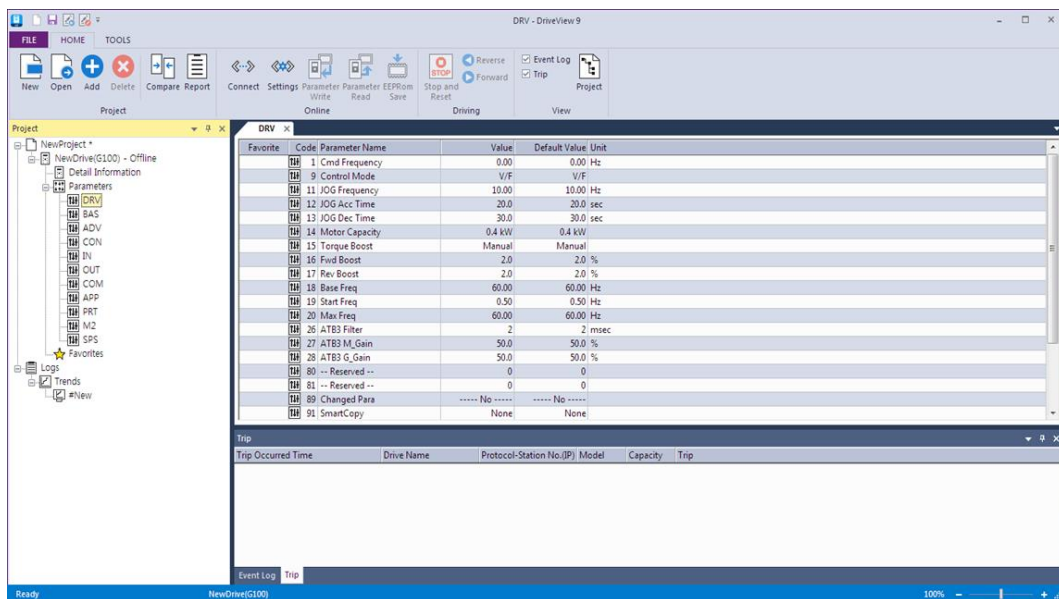 DRV - DriveView 9
FILE HOME TOOLS
New Open Add Delete Compare Report Connect Settings Parameter Write Parameter Read EEPRom Save Stop and Reset Reverse Forward Event Log Trip Project
Project Online Driving View
Project
NewProject *
NewDrive(G100) - Offline
Detail Information
Parameters
DRV
BAS
ADV
CON
IN
OUT
COM
APP
PRT
M2
SPS
Favorites
Logs
Trends
#New
DRV
Favorite Code Parameter Name Value Default Value Unit
1 Cmd Frequency 0.00 0.00 Hz
9 Control Mode V/F V/F
11 JOG Frequency 10.00 10.00 Hz
12 JOG Acc Time 20.0 20.0 sec
13 JOG Dec Time 30.0 30.0 sec
14 Motor Capacity 0.4 kW 0.4 kW
15 Torque Boost Manual Manual
16 Fwd Boost 2.0 2.0 %
17 Rev Boost 2.0 2.0 %
18 Base Freq 60.00 60.00 Hz
19 Start Freq 0.50 0.50 Hz
20 Max Freq 60.00 60.00 Hz
26 ATB3 Filter 2 2 msec
27 ATB3 M_Gain 50.0 50.0 %
28 ATB3 G_Gain 50.0 50.0 %
80 -- Reserved -- 0 0
81 -- Reserved -- 0 0
89 Changed Para ----- No ----- ----- No -----
91 SmartCopy None None
Trip
Trip Occurred Time Drive Name Protocol-Station No.(IP) Model Capacity Trip
Event Log Trip
Ready NewDrive(G100) 100%